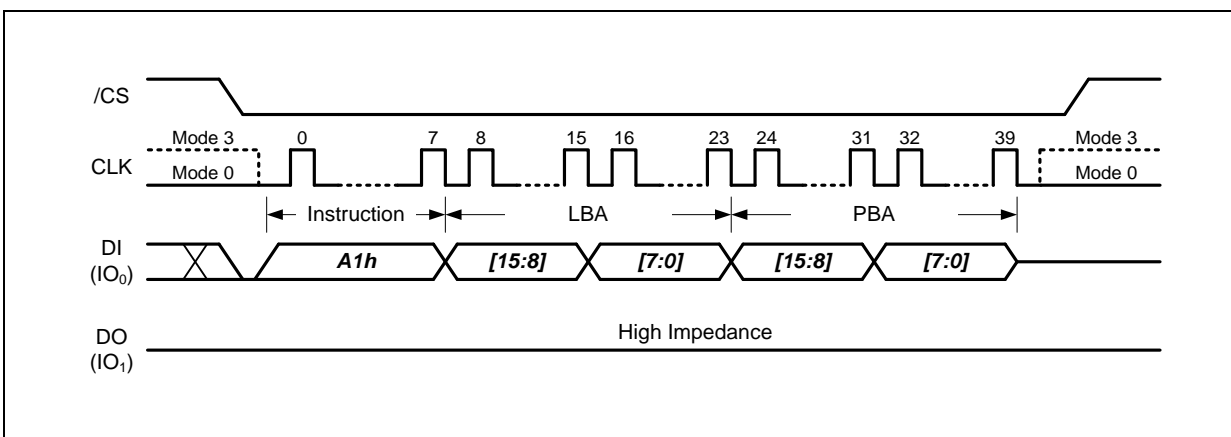 /CS
Mode 3 0 7 8 15 16 23 24 31 32 39 Mode 3
CLK
Mode 0 Mode 0
Instruction LBA PBA
DI
(IO₀)
A1h [15:8] [7:0] [15:8] [7:0]
High Impedance
DO
(IO₁)